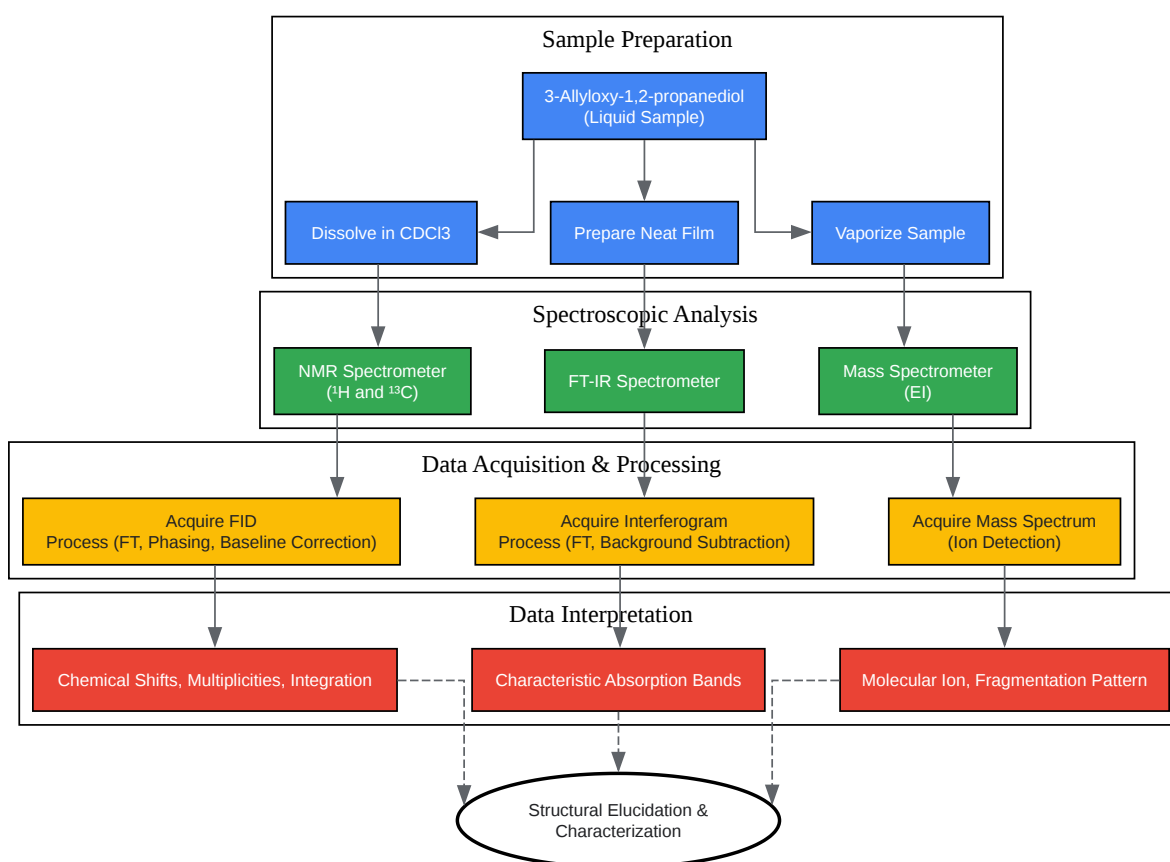 Sample Preparation
3-Allyloxy-1,2-propanediol
(Liquid Sample)
Dissolve in CDCl3
Prepare Neat Film
Vaporize Sample
Spectroscopic Analysis
NMR Spectrometer
(¹H and ¹³C)
FT-IR Spectrometer
Mass Spectrometer
(EI)
Data Acquisition & Processing
Acquire FID
Process (FT, Phasing, Baseline Correction)
Acquire Interferogram
Process (FT, Background Subtraction)
Acquire Mass Spectrum
(Ion Detection)
Data Interpretation
Chemical Shifts, Multiplicities, Integration
Characteristic Absorption Bands
Molecular Ion, Fragmentation Pattern
Structural Elucidation &
Characterization